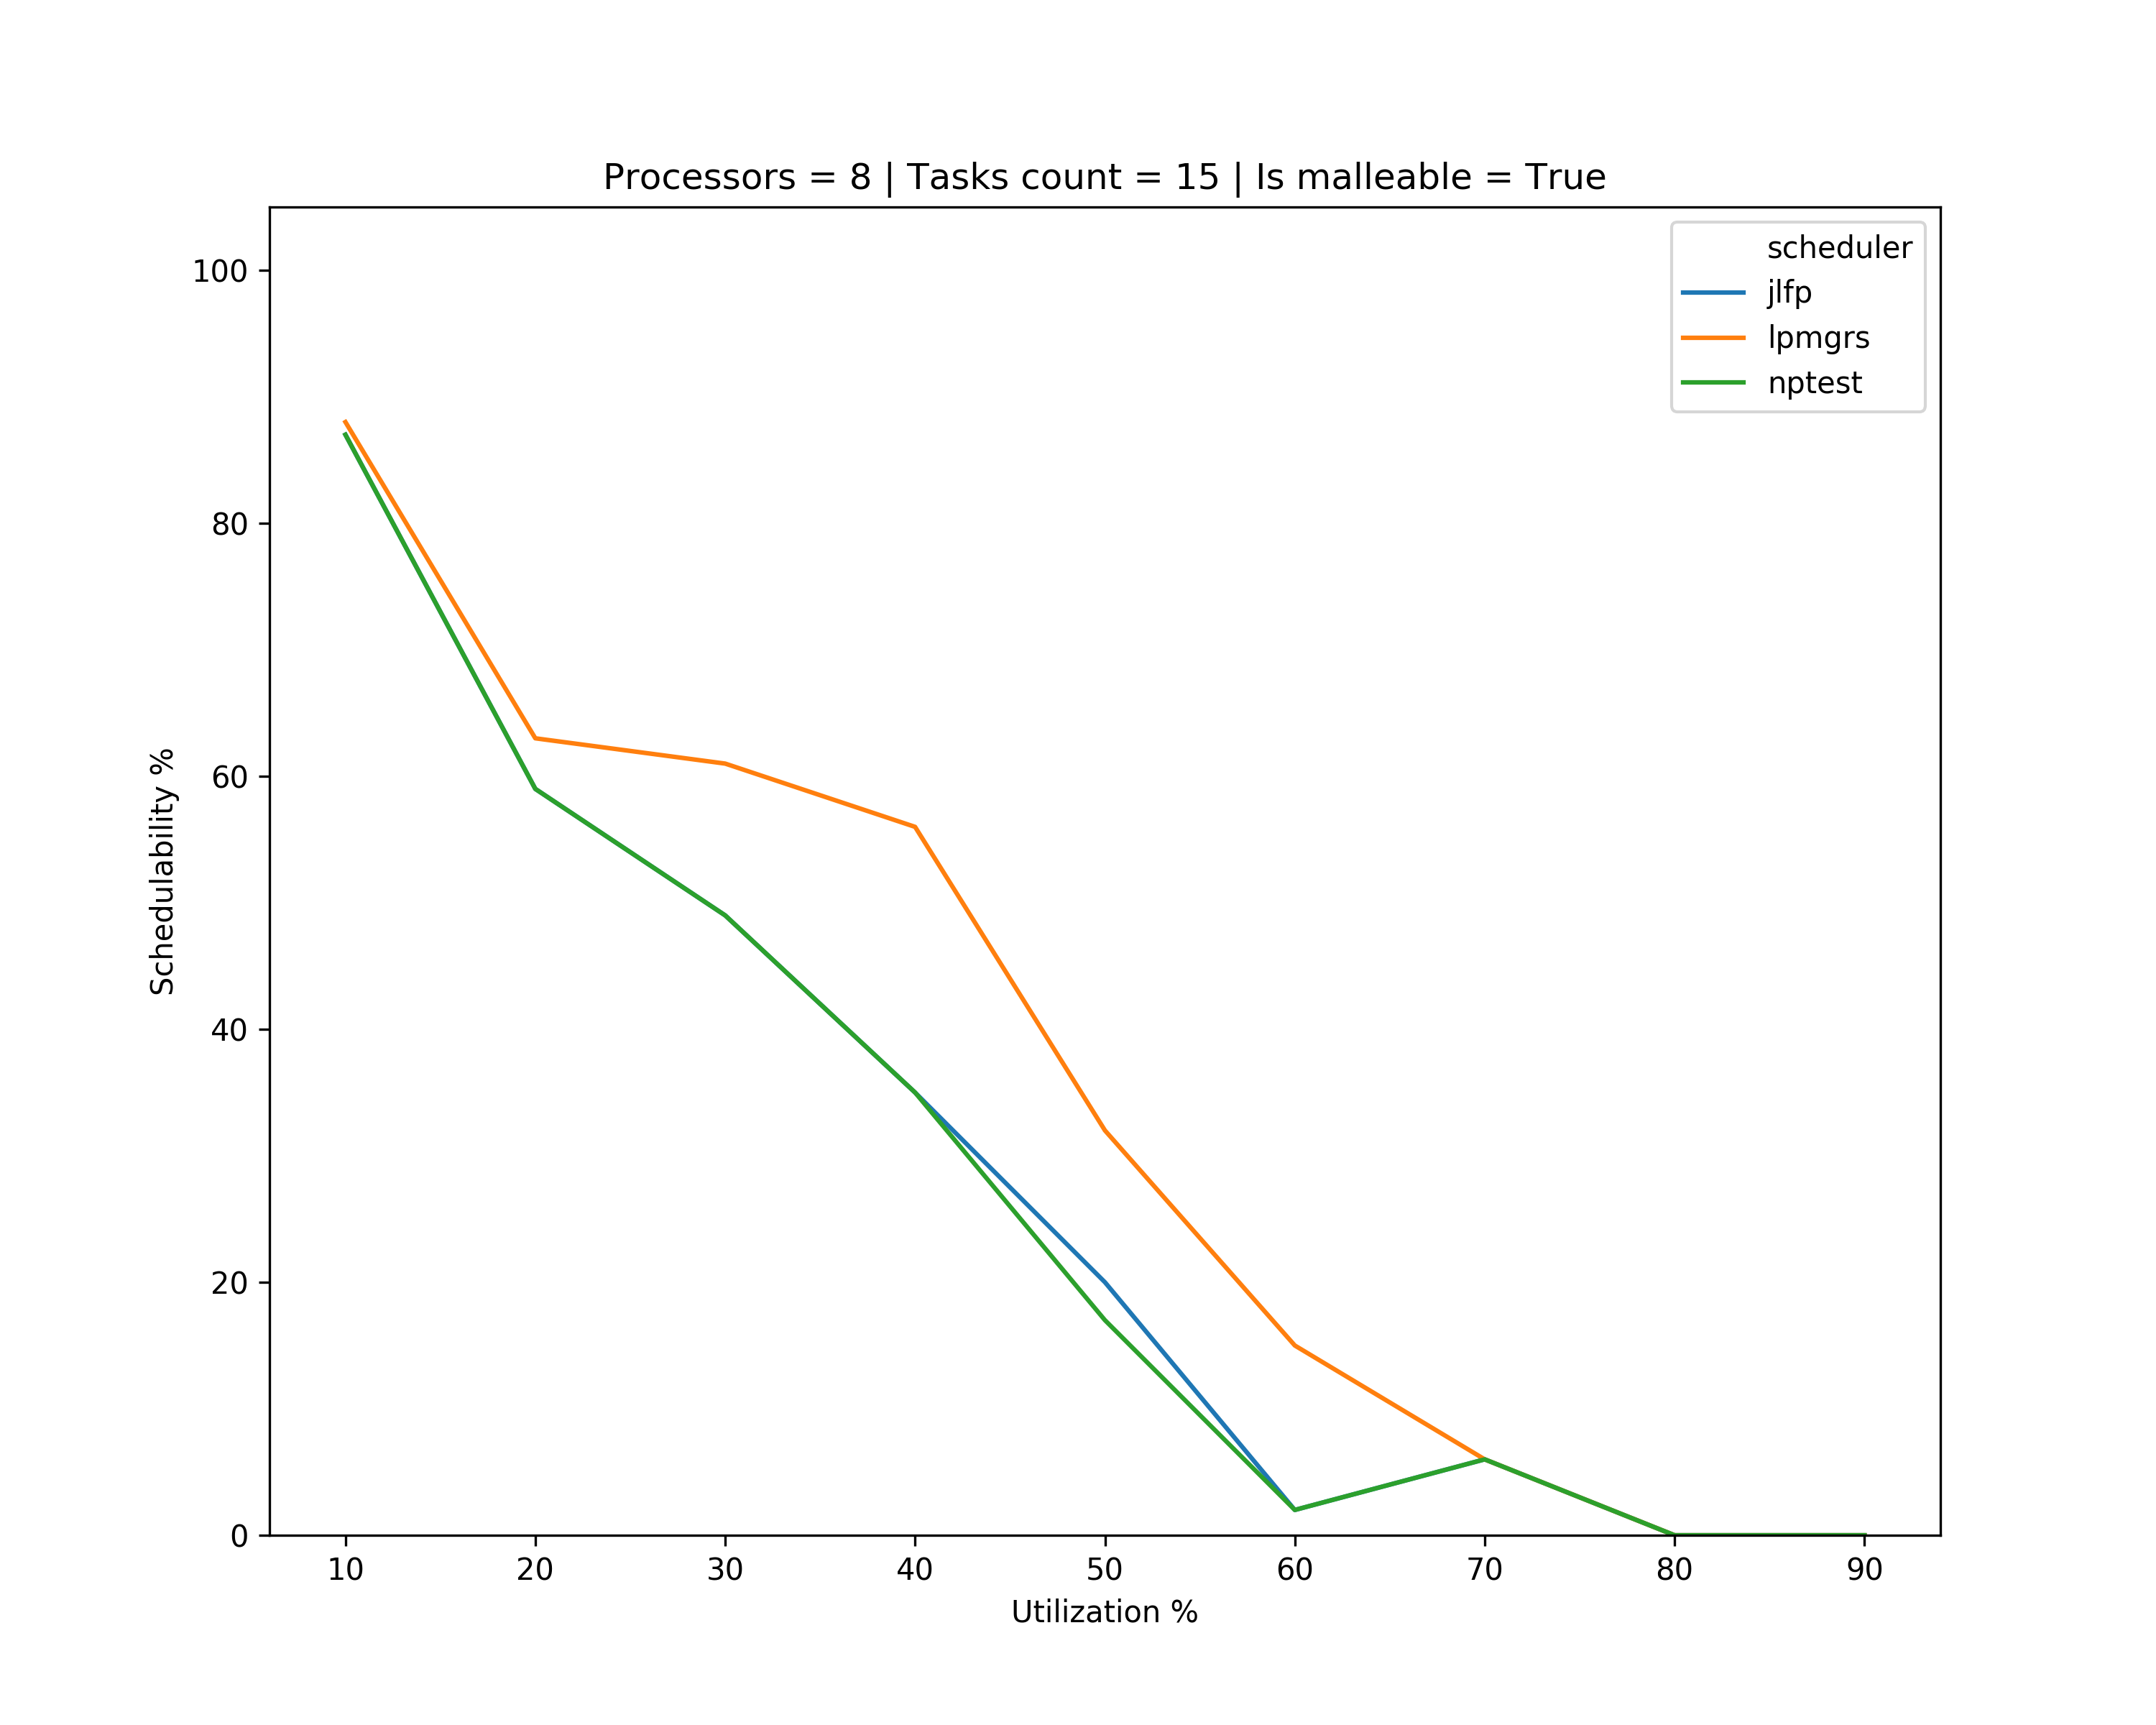 Processors = 8 | Tasks count = 15 | Is malleable = True
scheduler
jlfp
lpmgrs
nptest
Schedulability %
100
80
60
40
20
0
10 20 30 40 50 60 70 80 90
Utilization %